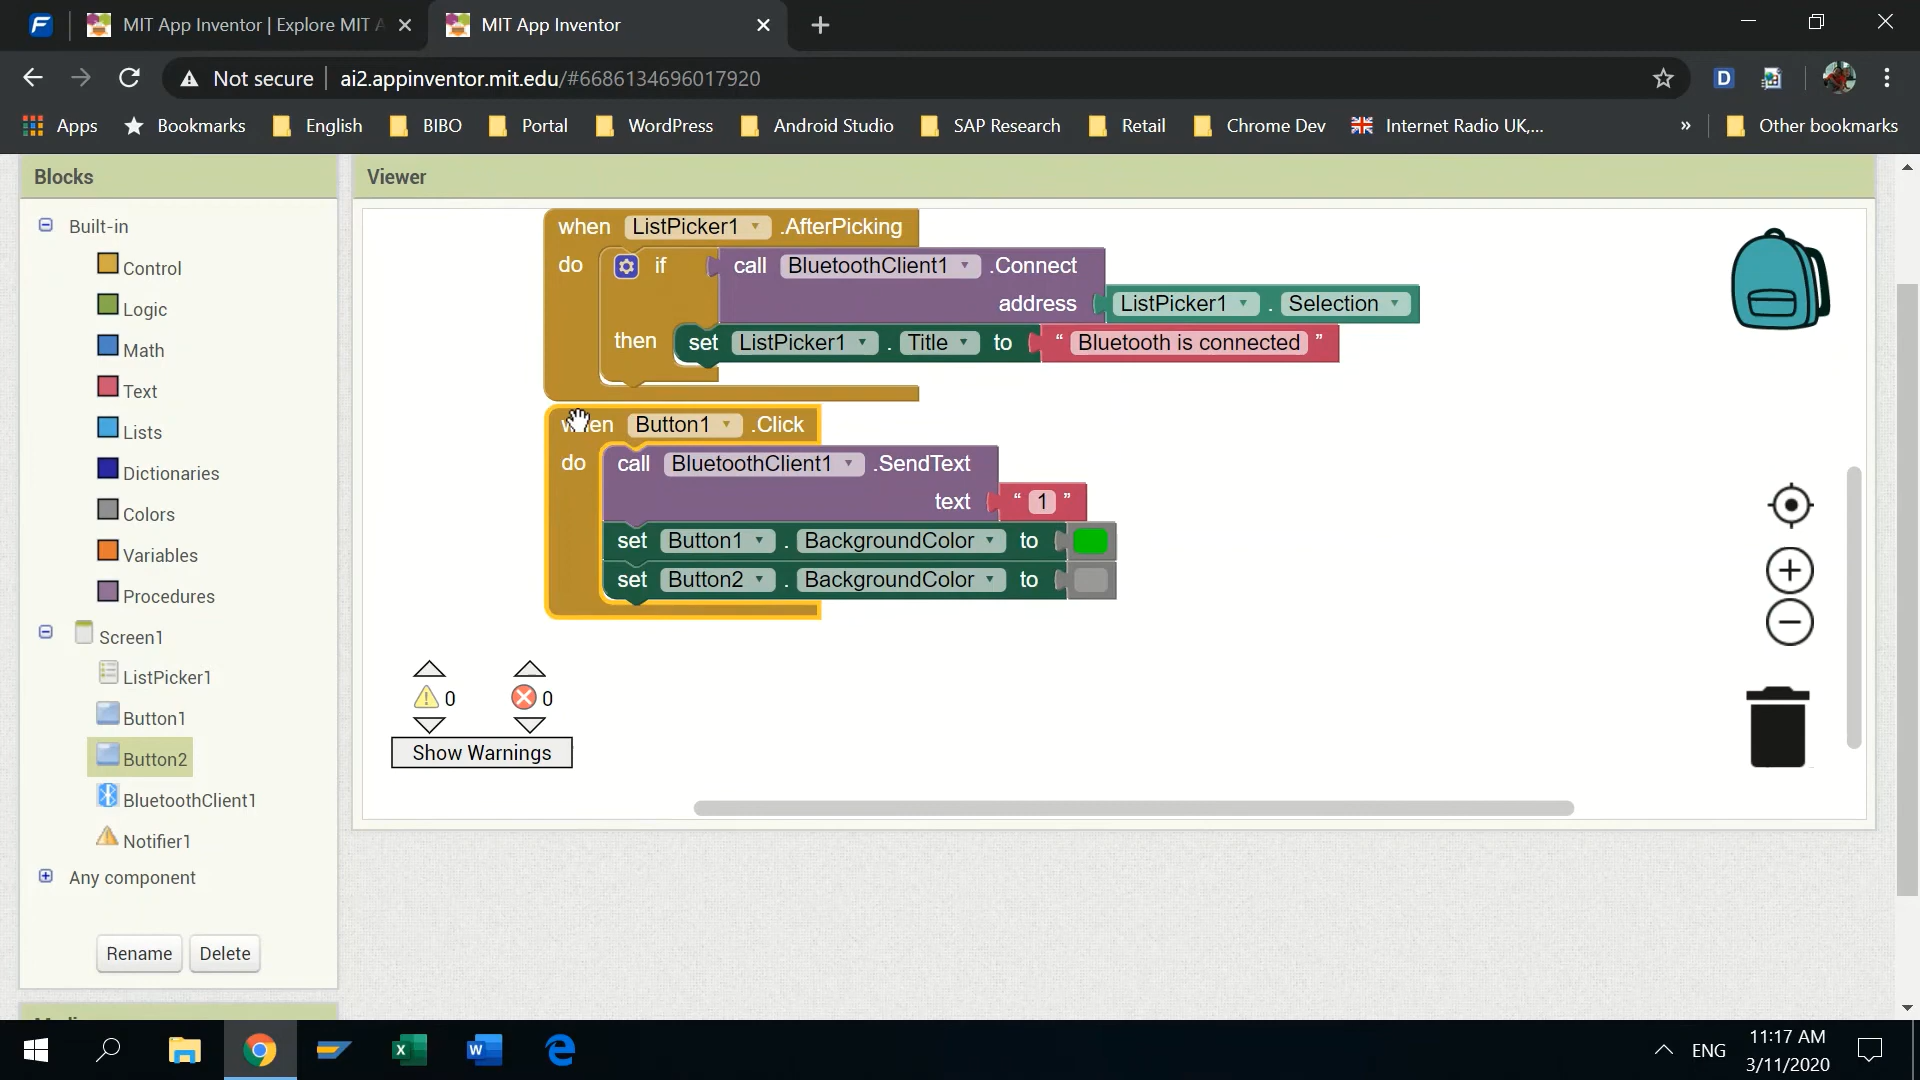 MIT App Inventor | Explore MIT A
MIT App Inventor
Not secure | ai2.appinventor.mit.edu/#6686134696017920
D
Apps Bookmarks English BIBO Portal WordPress Android Studio SAP Research Retail Chrome Dev Internet Radio UK,... » Other bookmarks
Blocks
Viewer
Built-in
Control
Logic
Math
Text
Lists
Dictionaries
Colors
Variables
Procedures
Screen1
ListPicker1
Button1
Button2
BluetoothClient1
Notifier1
Any component
Rename Delete
when ListPicker1 .AfterPicking
do if call BluetoothClient1 .Connect
address ListPicker1 . Selection
then set ListPicker1 . Title to “ Bluetooth is connected ”
when Button1 .Click
do call BluetoothClient1 .SendText
text “ 1 ”
set Button1 . BackgroundColor to
set Button2 . BackgroundColor to
0 0
Show Warnings
ENG
11:17 AM
3/11/2020